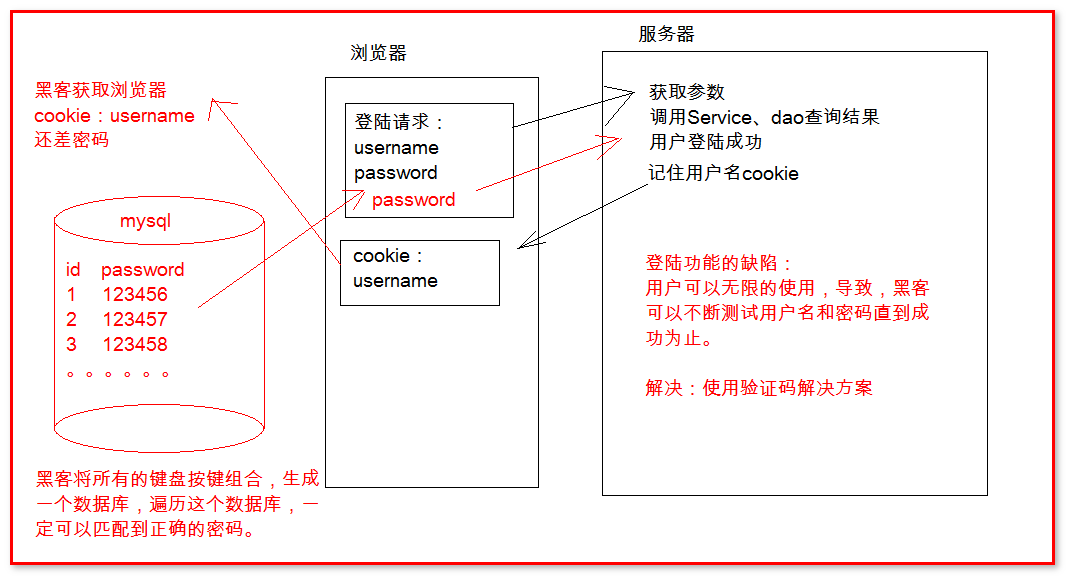 黑客获取浏览器
cookie：username
还差密码
mysql
id password
1 123456
2 123457
3 123458
。。。。。。
黑客将所有的键盘按键组合，生成
一个数据库，遍历这个数据库，一
定可以匹配到正确的密码。
浏览器
登陆请求：
username
password
password
cookie：
username
服务器
获取参数
调用Service、dao查询结果
用户登陆成功
记住用户名cookie
登陆功能的缺陷：
用户可以无限的使用，导致，黑客
可以不断测试用户名和密码直到成
功为止。
解决：使用验证码解决方案